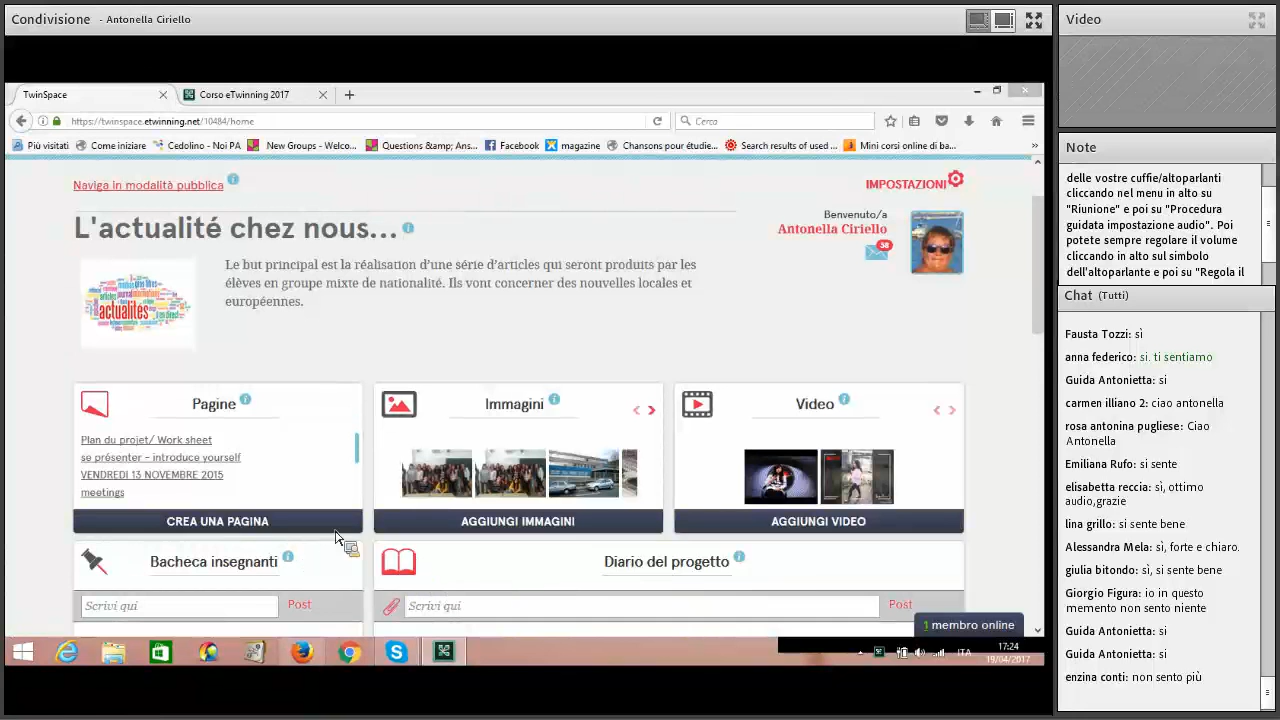 Condivisione - Antonella Ciriello
TwinSpace
Corso eTwinning 2017
https://twinspace.etwinning.net/10484/home
Cerca
Più visitati
Come iniziare
Cedolino - Noi PA
New Groups - Welco...
Questions &amp; Ans...
Facebook
magazine
Chansons pour étudie...
Search results of used ...
Mini corsi online di ba...
Naviga in modalità pubblica
IMPOSTAZIONI
L'actualité chez nous...
Benvenuto/a
Antonella Ciriello
58
Le but principal est la réalisation d'une série d'articles qui seront produits par les
élèves en groupe mixte de nationalité. Ils vont concerner des nouvelles locales et
européennes.
actualités
Pagine
Plan du projet/ Work sheet
se présenter - introduce yourself
VENDREDI 13 NOVEMBRE 2015
meetings
CREA UNA PAGINA
Immagini
AGGIUNGI IMMAGINI
Video
AGGIUNGI VIDEO
Bacheca insegnanti
Scrivi qui
Post
Diario del progetto
Scrivi qui
Post
1 membro online
ITA
17:24
19/04/2017
Video
Note
delle vostre cuffie/altoparlanti
cliccando nel menu in alto su
"Riunione" e poi su "Procedura
guidata impostazione audio". Poi
potete sempre regolare il volume
cliccando in alto sul simbolo
dell'altoparlante e poi su "Regola il
Chat (Tutti)
Fausta Tozzi: sì
anna federico: si. ti sentiamo
Guida Antonietta: si
carmen illiano 2: ciao antonella
rosa antonina pugliese: Ciao
Antonella
Emiliana Rufo: si sente
elisabetta reccia: sì, ottimo
audio,grazie
lina grillo: si sente bene
Alessandra Mela: sì, forte e chiaro.
giulia bitondo: sì, si sente bene
Giorgio Figura: io in questo
memento non sento niente
Guida Antonietta: si
Guida Antonietta: si
enzina conti: non sento più